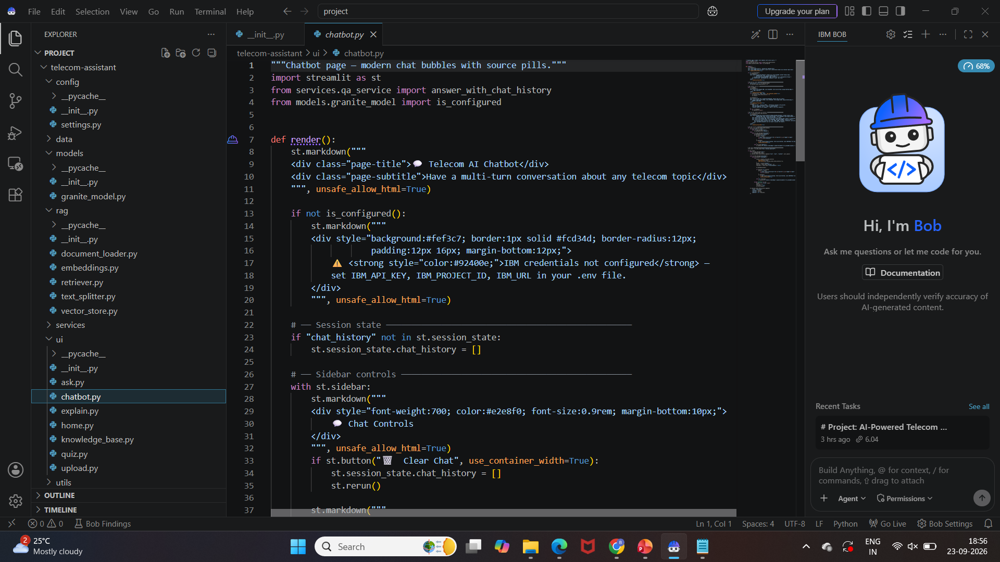 File Edit Selection View Go Run Terminal Help
project
Upgrade your plan
EXPLORER
PROJECT
telecom-assistant
config
__pycache__
__init__.py
settings.py
data
models
__pycache__
__init__.py
granite_model.py
rag
__pycache__
__init__.py
document_loader.py
embeddings.py
retriever.py
text_splitter.py
vector_store.py
services
ui
__pycache__
__init__.py
ask.py
chatbot.py
explain.py
home.py
knowledge_base.py
quiz.py
upload.py
utils
OUTLINE
TIMELINE
__init__.py
chatbot.py
telecom-assistant > ui > chatbot.py
1 """Chatbot page — modern chat bubbles with source pills."""
2 import streamlit as st
3 from services.qa_service import answer_with_chat_history
4 from models.granite_model import is_configured
5
6
7 def render():
8 st.markdown("""
9 <div class="page-title">💬 Telecom AI Chatbot</div>
10 <div class="page-subtitle">Have a multi-turn conversation about any telecom topic</div>
11 """, unsafe_allow_html=True)
12
13 if not is_configured():
14 st.markdown("""
15 <div style="background:#fef3c7; border:1px solid #fcd34d; border-radius:12px;
16 padding:12px 16px; margin-bottom:12px;">
17 ⚠️ <strong style="color:#92400e;">IBM credentials not configured</strong> —
18 set IBM_API_KEY, IBM_PROJECT_ID, IBM_URL in your .env file.
19 </div>
20 """, unsafe_allow_html=True)
21
22 # —— Session state ——————————
23 if "chat_history" not in st.session_state:
24 st.session_state.chat_history = []
25
26 # —— Sidebar controls ——————————
27 with st.sidebar:
28 st.markdown("""
29 <div style="font-weight:700; color:#e2e8f0; font-size:0.9rem; margin-bottom:10px;">
30 💬 Chat Controls
31 </div>
32 """, unsafe_allow_html=True)
33 if st.button("🗑️ Clear Chat", use_container_width=True):
34 st.session_state.chat_history = []
35 st.rerun()
36
37 st.markdown("""
IBM BOB
68%
</>
Hi, I'm Bob
Ask me questions or let me code for you.
Documentation
Users should independently verify accuracy of
AI-generated content.
Recent Tasks See all
# Project: AI-Powered Telecom ...
3 hrs ago 6.04
Build Anything, @ for context, / for
commands, ⇧ drag to attach
Agent Permissions
0 0 Bob Findings
Ln 1, Col 1 Spaces: 4 UTF-8 LF Python Go Live Bob Settings
2
25°C
Mostly cloudy
Search
ENG
IN
18:56
23-09-2026